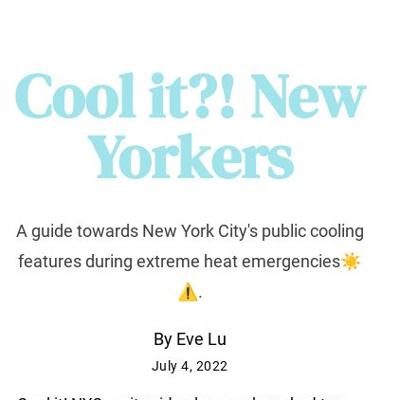 Cool it?! New
Yorkers
A guide towards New York City's public cooling
features during extreme heat emergencies☀️
⚠️.
By Eve Lu
July 4, 2022